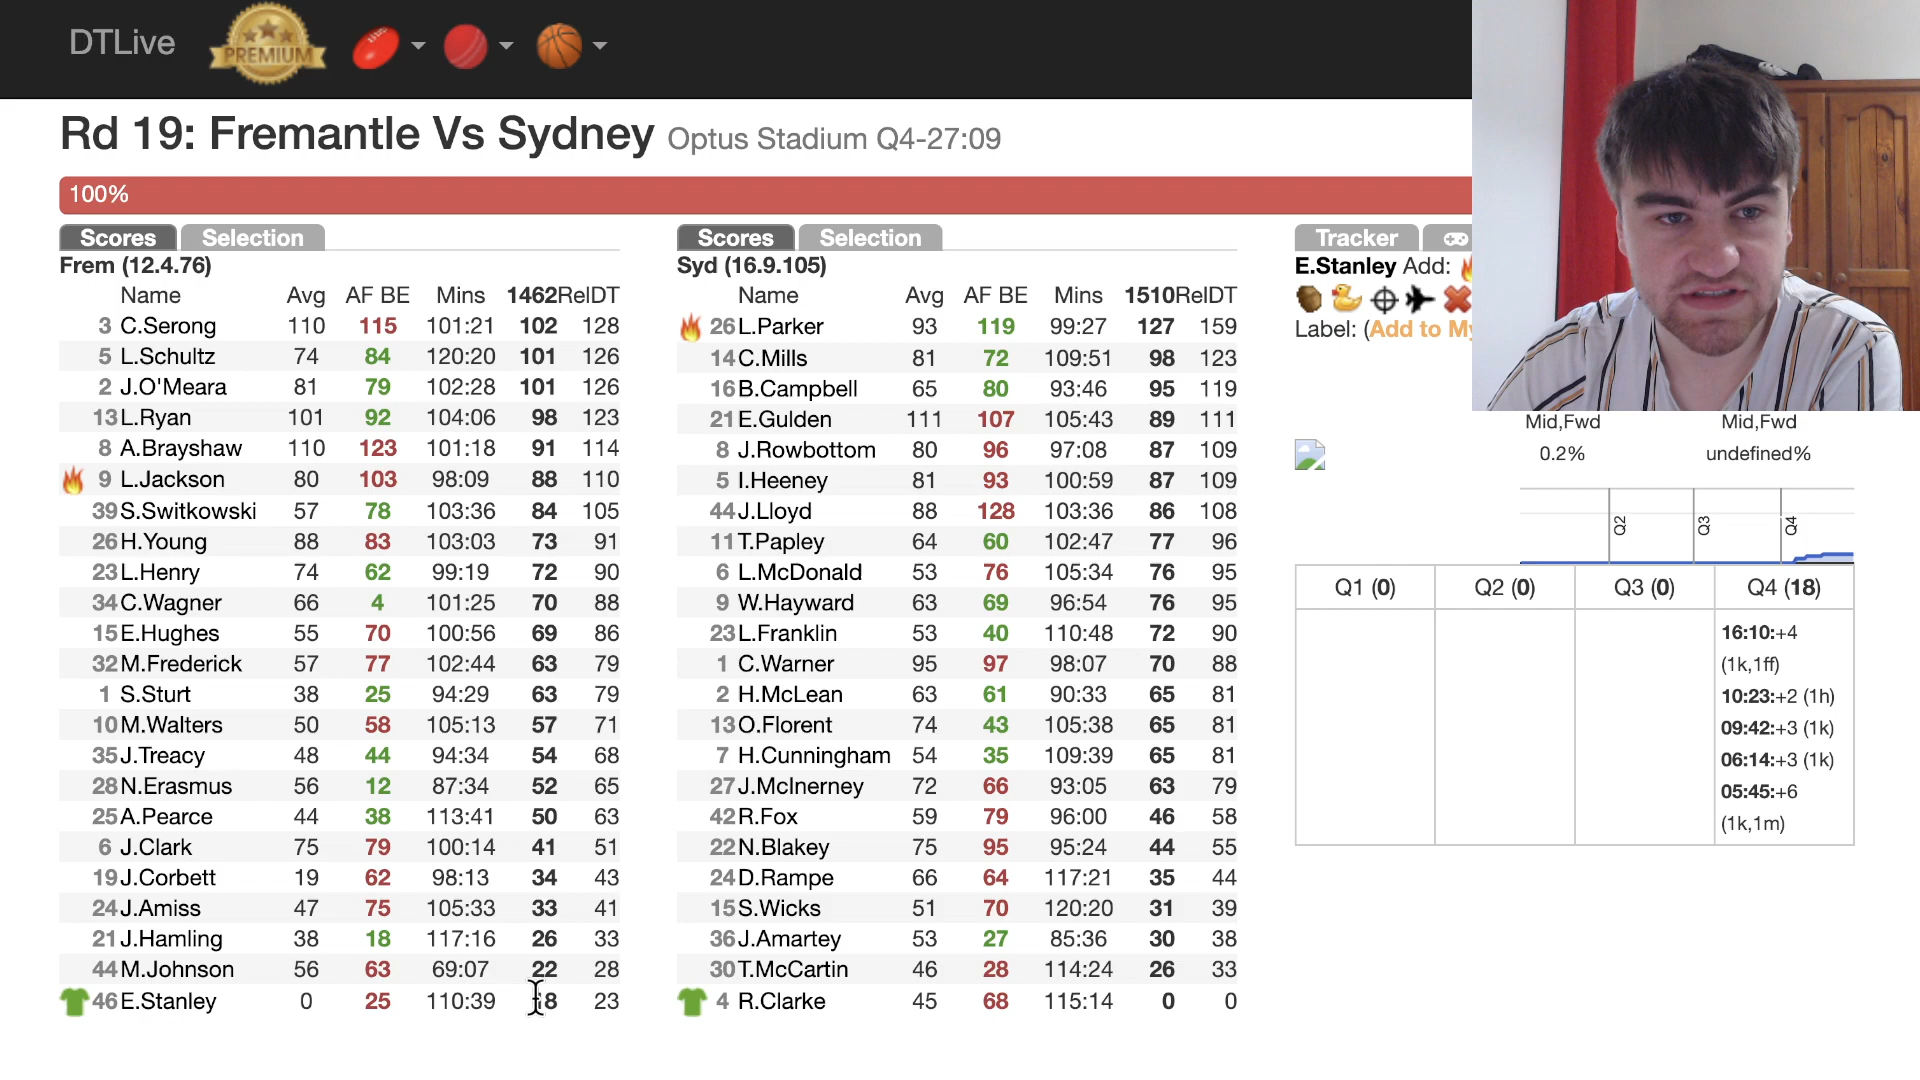 DTLive PREMIUM
Rd 19: Fremantle Vs Sydney Optus Stadium Q4-27:09
100%
Scores Selection
Frem (12.4.76)
Name Avg AF BE Mins 1462 RelDT
3 C.Serong 110 115 101:21 102 128
5 L.Schultz 74 84 120:20 101 126
2 J.O'Meara 81 79 102:28 101 126
13 L.Ryan 101 92 104:06 98 123
8 A.Brayshaw 110 123 101:18 91 114
9 L.Jackson 80 103 98:09 88 110
39 S.Switkowski 57 78 103:36 84 105
26 H.Young 88 83 103:03 73 91
23 L.Henry 74 62 99:19 72 90
34 C.Wagner 66 4 101:25 70 88
15 E.Hughes 55 70 100:56 69 86
32 M.Frederick 57 77 102:44 63 79
1 S.Sturt 38 25 94:29 63 79
10 M.Walters 50 58 105:13 57 71
35 J.Treacy 48 44 94:34 54 68
28 N.Erasmus 56 12 87:34 52 65
25 A.Pearce 44 38 113:41 50 63
6 J.Clark 75 79 100:14 41 51
19 J.Corbett 19 62 98:13 34 43
24 J.Amiss 47 75 105:33 33 41
21 J.Hamling 38 18 117:16 26 33
44 M.Johnson 56 63 69:07 22 28
46 E.Stanley 0 25 110:39 18 23
Scores Selection
Syd (16.9.105)
Name Avg AF BE Mins 1510 RelDT
26 L.Parker 93 119 99:27 127 159
14 C.Mills 81 72 109:51 98 123
16 B.Campbell 65 80 93:46 95 119
21 E.Gulden 111 107 105:43 89 111
8 J.Rowbottom 80 96 97:08 87 109
5 I.Heeney 81 93 100:59 87 109
44 J.Lloyd 88 128 103:36 86 108
11 T.Papley 64 60 102:47 77 96
6 L.McDonald 53 76 105:34 76 95
9 W.Hayward 63 69 96:54 76 95
23 L.Franklin 53 40 110:48 72 90
1 C.Warner 95 97 98:07 70 88
2 H.McLean 63 61 90:33 65 81
13 O.Florent 74 43 105:38 65 81
7 H.Cunningham 54 35 109:39 65 81
27 J.McInerney 72 66 93:05 63 79
42 R.Fox 59 79 96:00 46 58
22 N.Blakey 75 95 95:24 44 55
24 D.Rampe 66 64 117:21 35 44
15 S.Wicks 51 70 120:20 31 39
36 J.Amartey 53 27 85:36 30 38
30 T.McCartin 46 28 114:24 26 33
4 R.Clarke 45 68 115:14 0 0
Tracker
E.Stanley Add:
Label: (Add to My
Mid,Fwd Mid,Fwd
0.2% undefined%
Q2 Q3 Q4
Q1 (0) Q2 (0) Q3 (0) Q4 (18)
16:10:+4
(1k,1ff)
10:23:+2 (1h)
09:42:+3 (1k)
06:14:+3 (1k)
05:45:+6
(1k,1m)